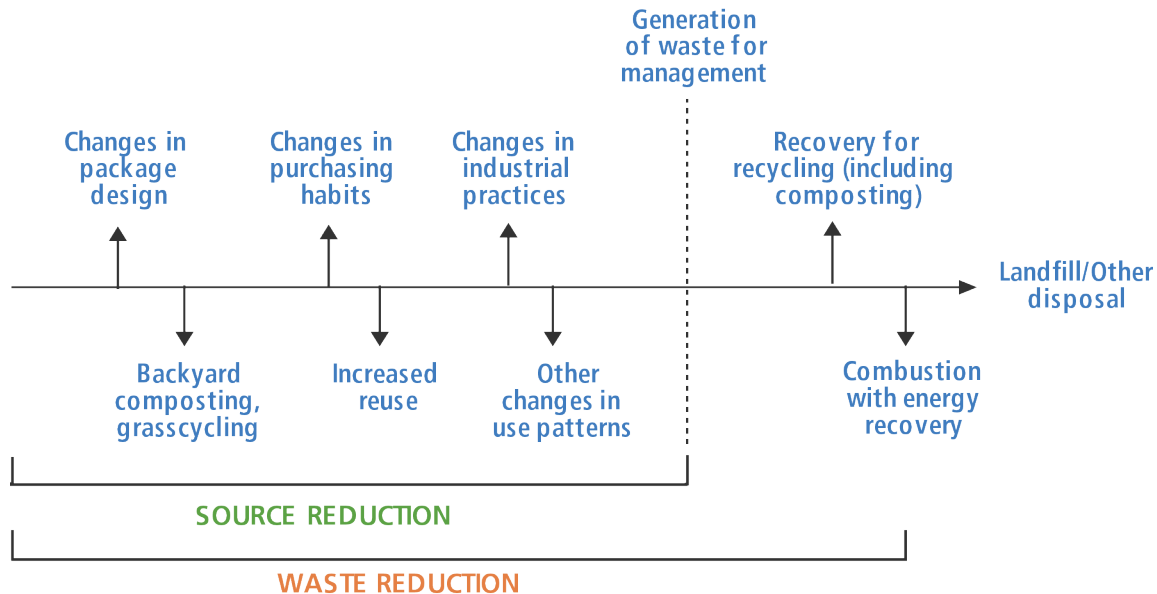 Generation
of waste for
management
Changes in
package
design
Changes in
purchasing
habits
Changes in
industrial
practices
Recovery for
recycling (including
composting)
Landfill/Other
disposal
Backyard
composting,
grasscycling
Increased
reuse
Other
changes in
use patterns
Combustion
with energy
recovery
SOURCE REDUCTION
WASTE REDUCTION